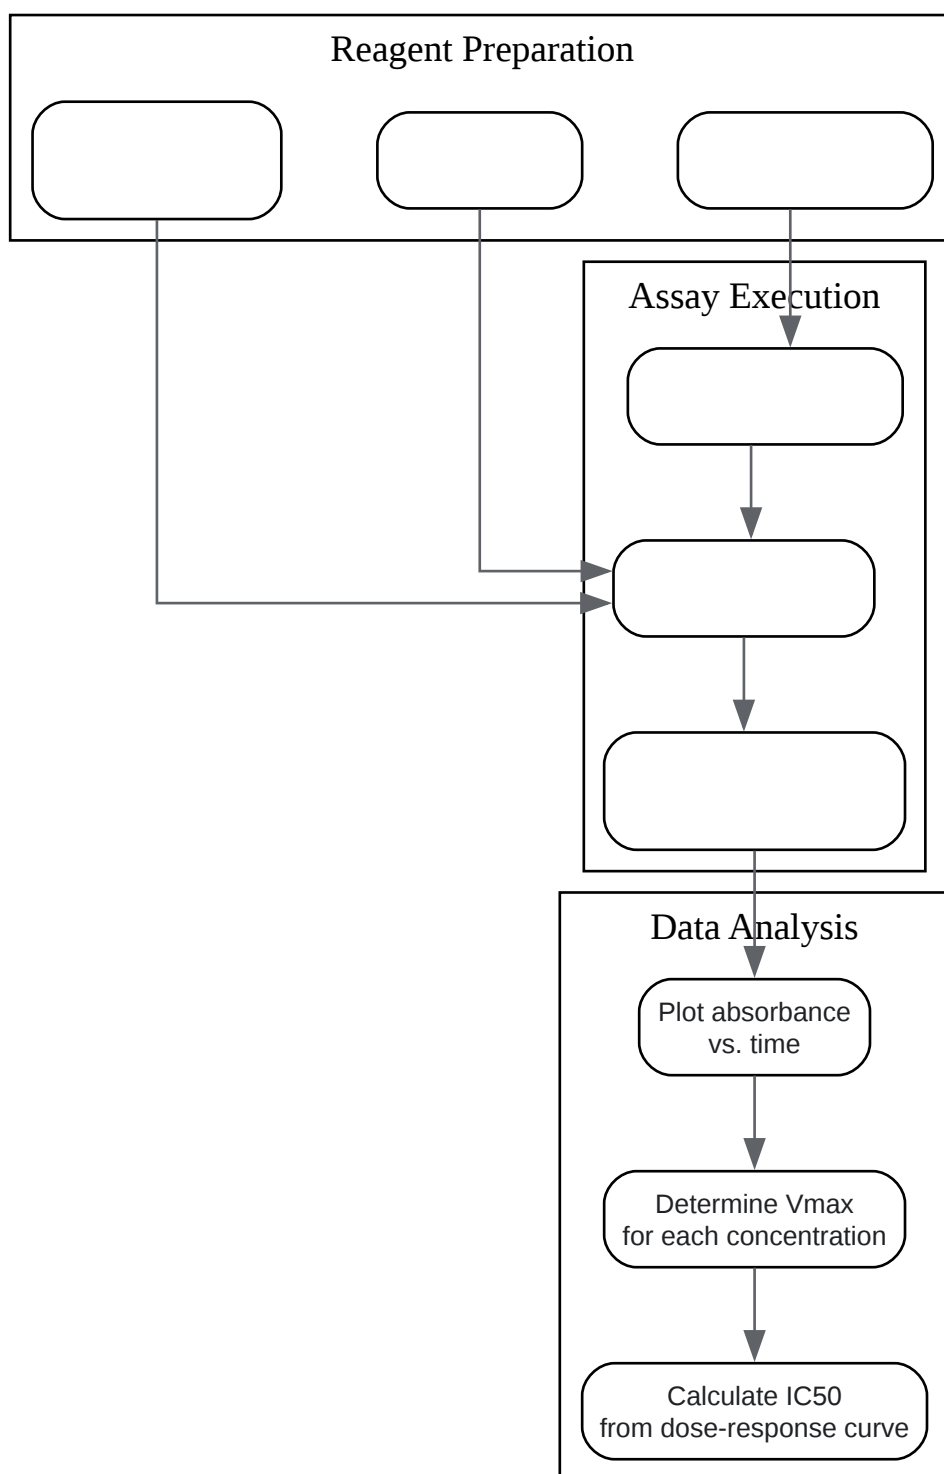 Reagent Preparation
Assay Execution
Data Analysis
Plot absorbance
vs. time
Determine Vmax
for each concentration
Calculate IC50
from dose-response curve